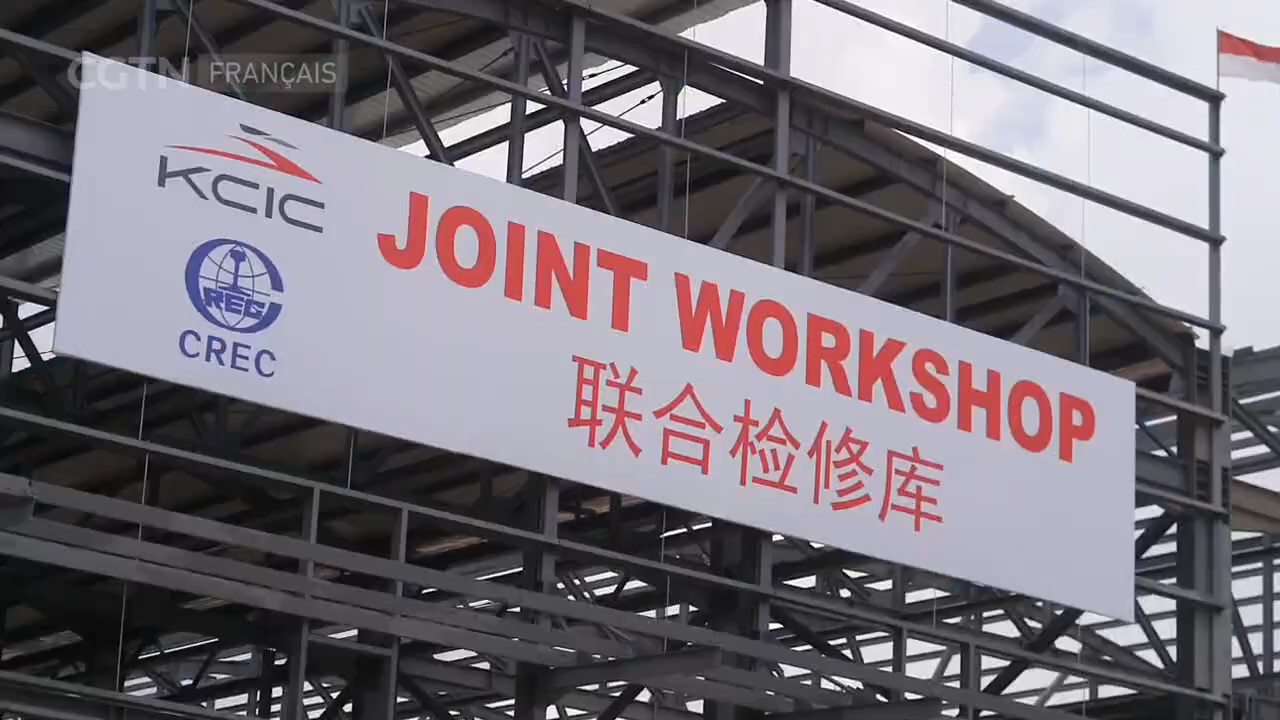 CGTN FRANÇAIS
KCIC
CREC
CREC
JOINT WORKSHOP
联合检修库